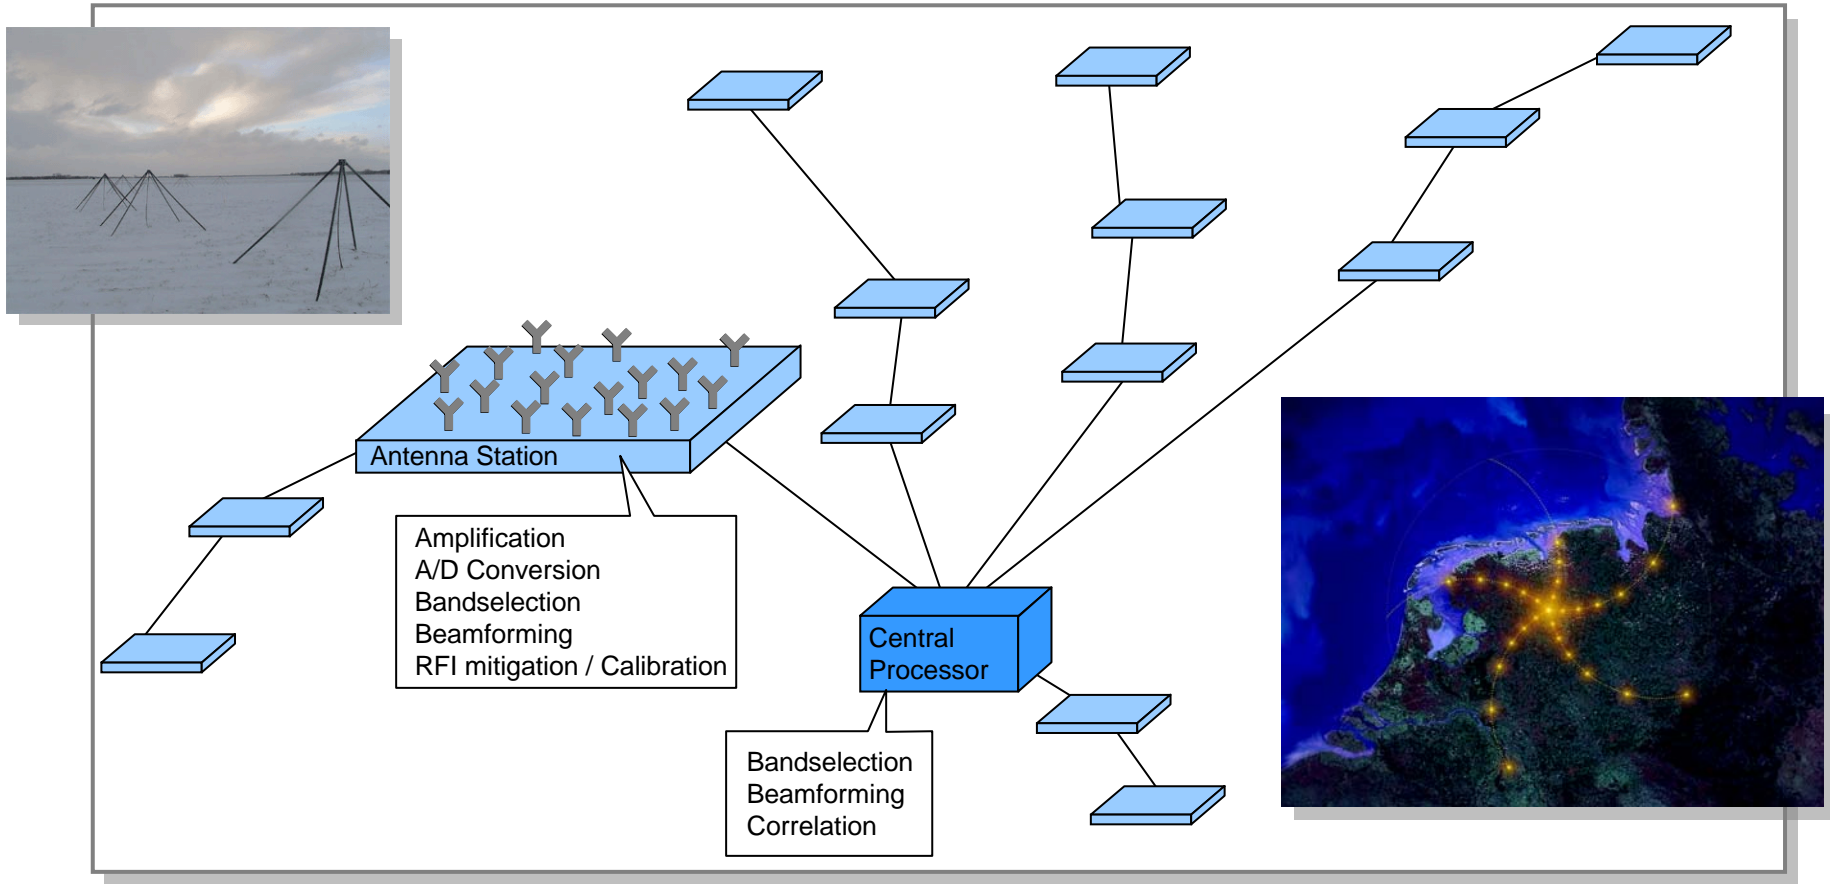 Antenna Station
Amplification
A/D Conversion
Bandselection
Beamforming
RFI mitigation / Calibration
Central
Processor
Bandselection
Beamforming
Correlation